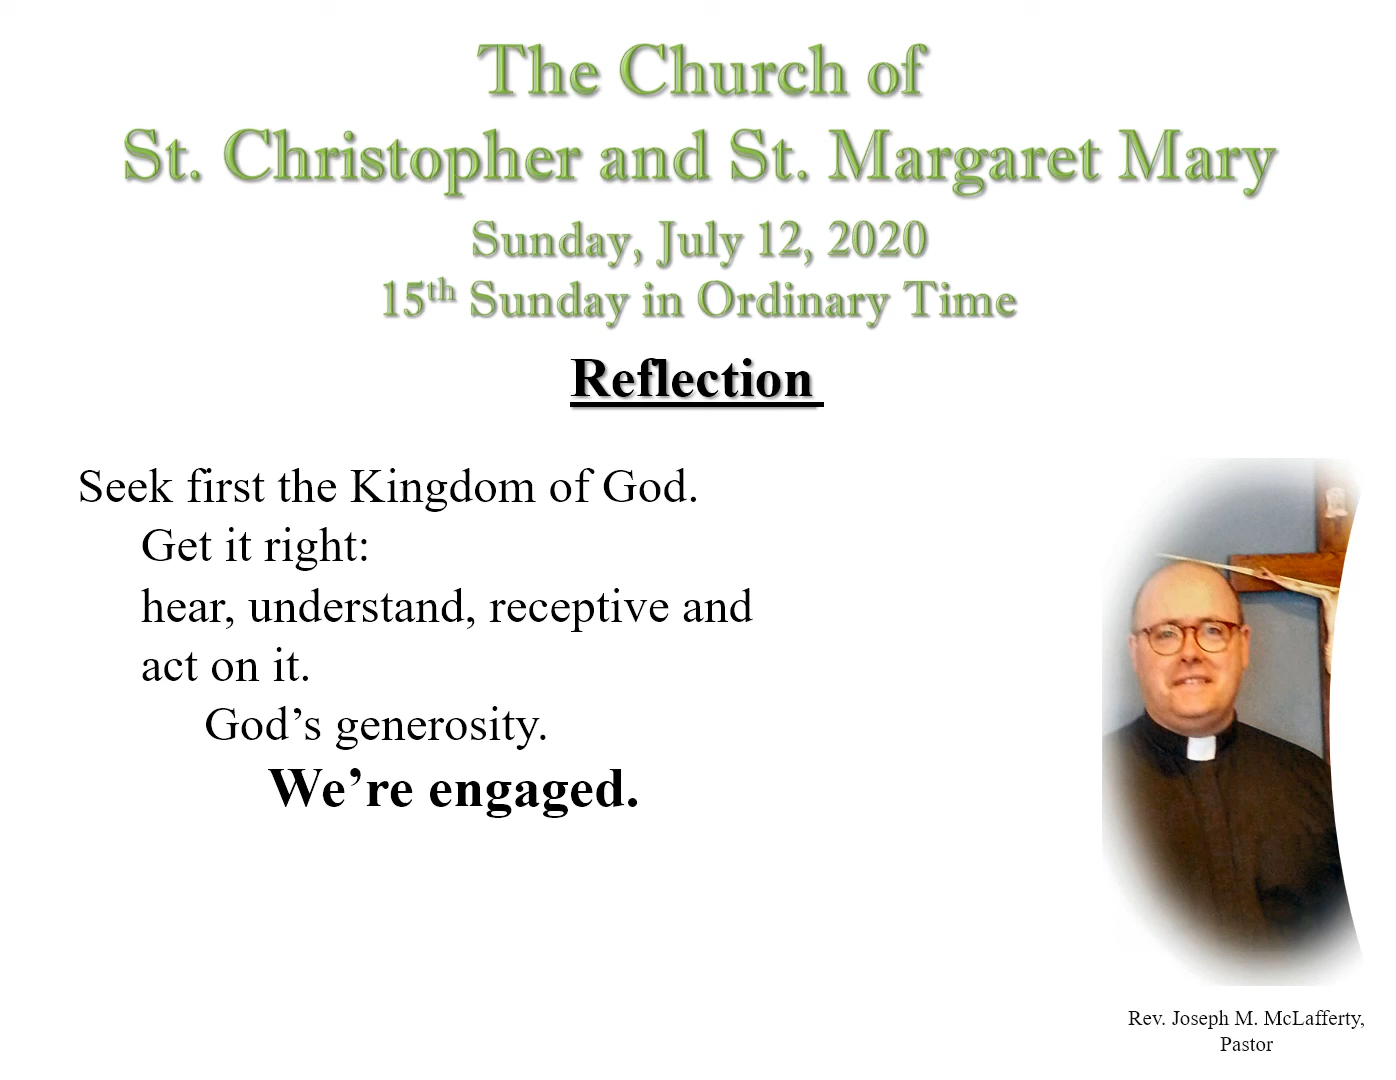 The Church of
St. Christopher and St. Margaret Mary
Sunday, July 12, 2020
15th Sunday in Ordinary Time
Reflection
Seek first the Kingdom of God.
Get it right:
hear, understand, receptive and
act on it.
God’s generosity.
We’re engaged.
Rev. Joseph M. McLafferty,
Pastor